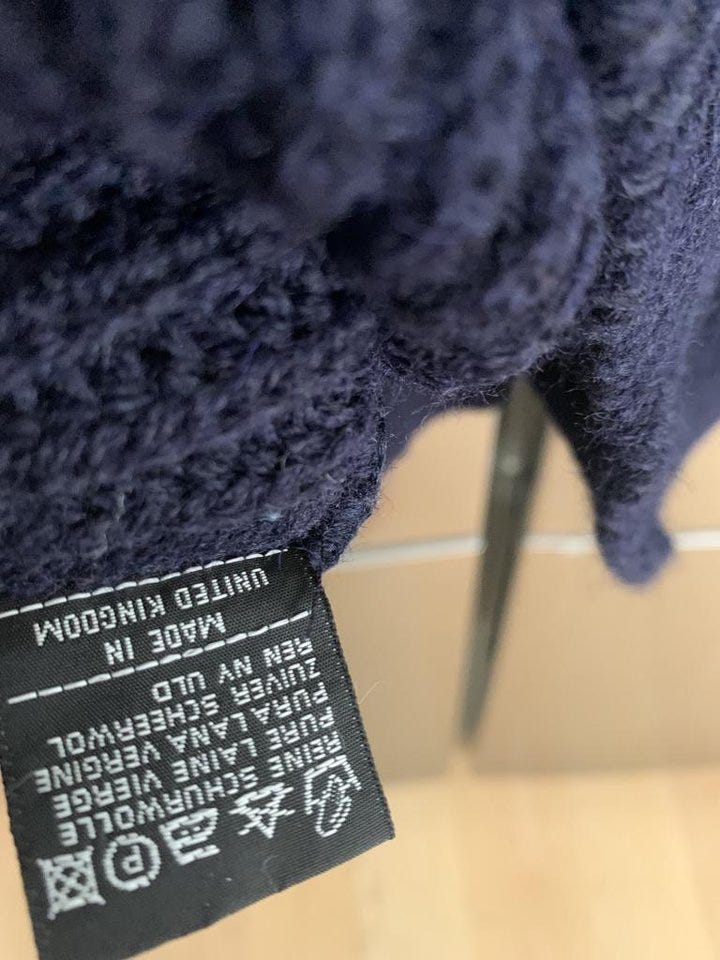 REINE SCHURWOLLE
PURE LAINE VIERGE
PURA LANA VERGINE
ZUIVER SCHEERWOL
REN NY ULD
MADE IN
UNITED KINGDOM